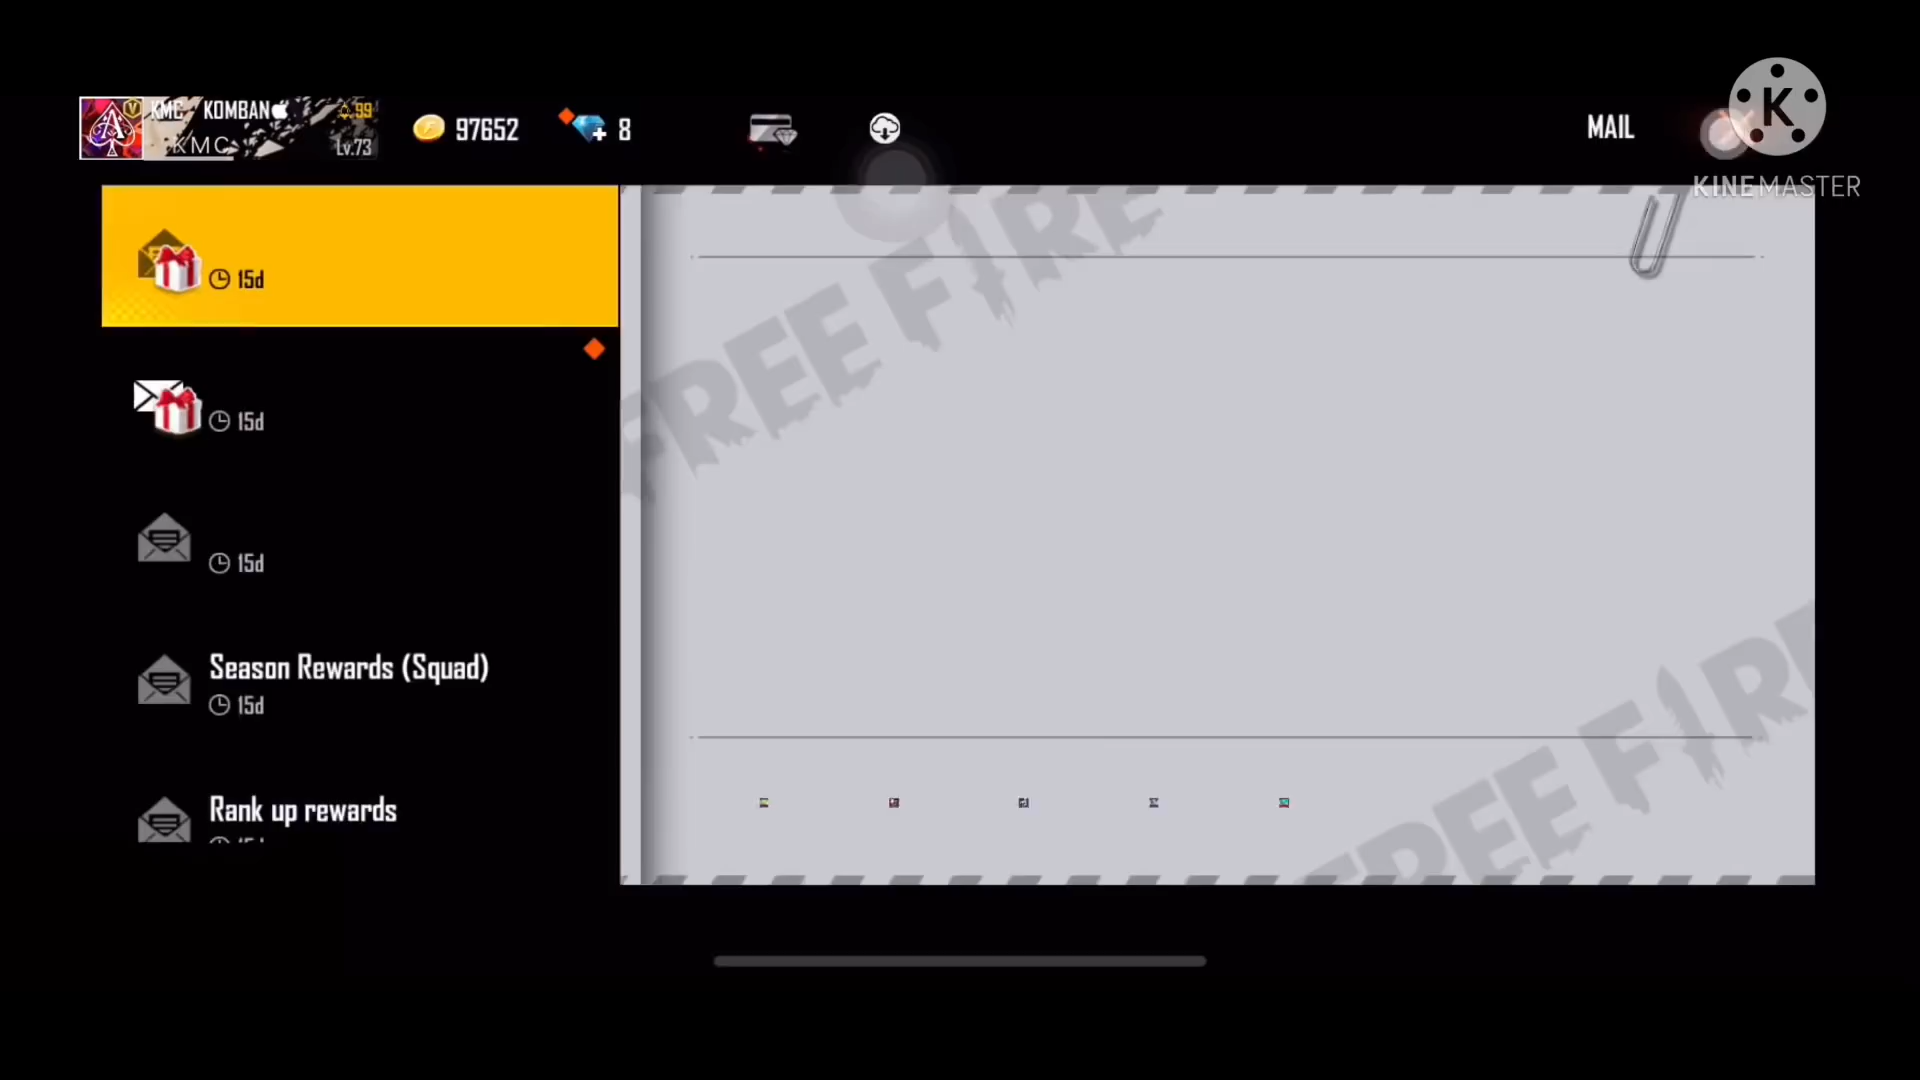 KMC KOMBAN 99
KMC Lv.73
97652
8
MAIL
K
KINEMASTER
15d
15d
15d
Season Rewards (Squad)
15d
Rank up rewards
FREE FIRE
FREE FIRE